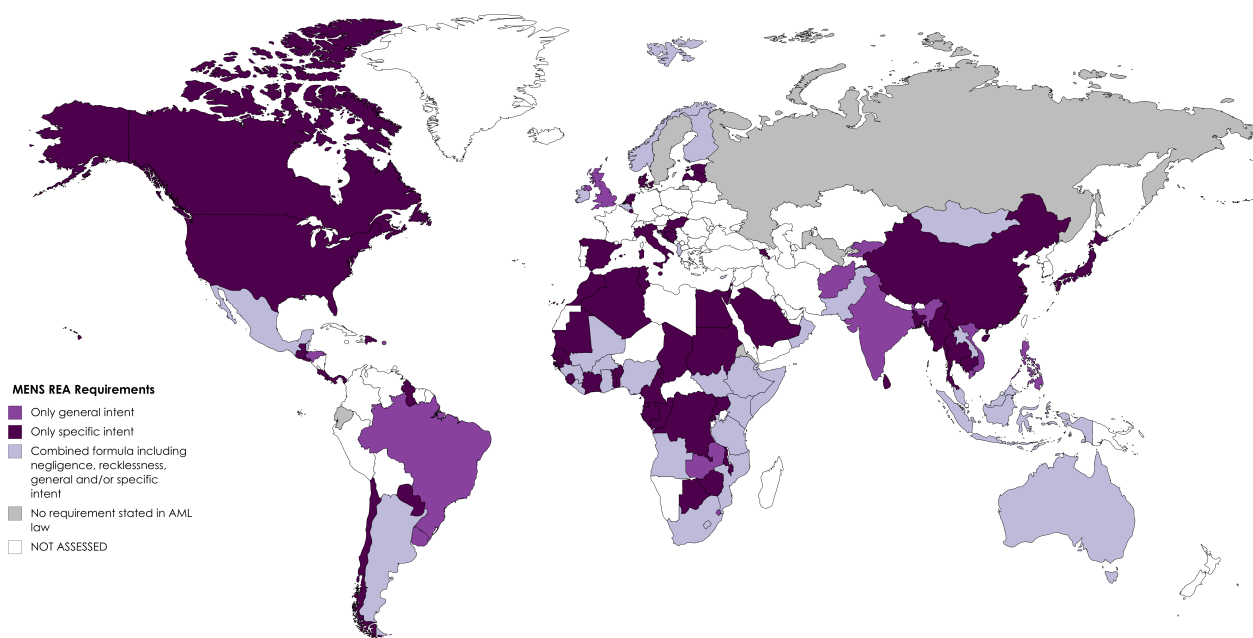 MENS REA Requirements
Only general intent
Only specific intent
Combined formula including
negligence, recklessness,
general and/or specific
intent
No requirement stated in AML
law
NOT ASSESSED